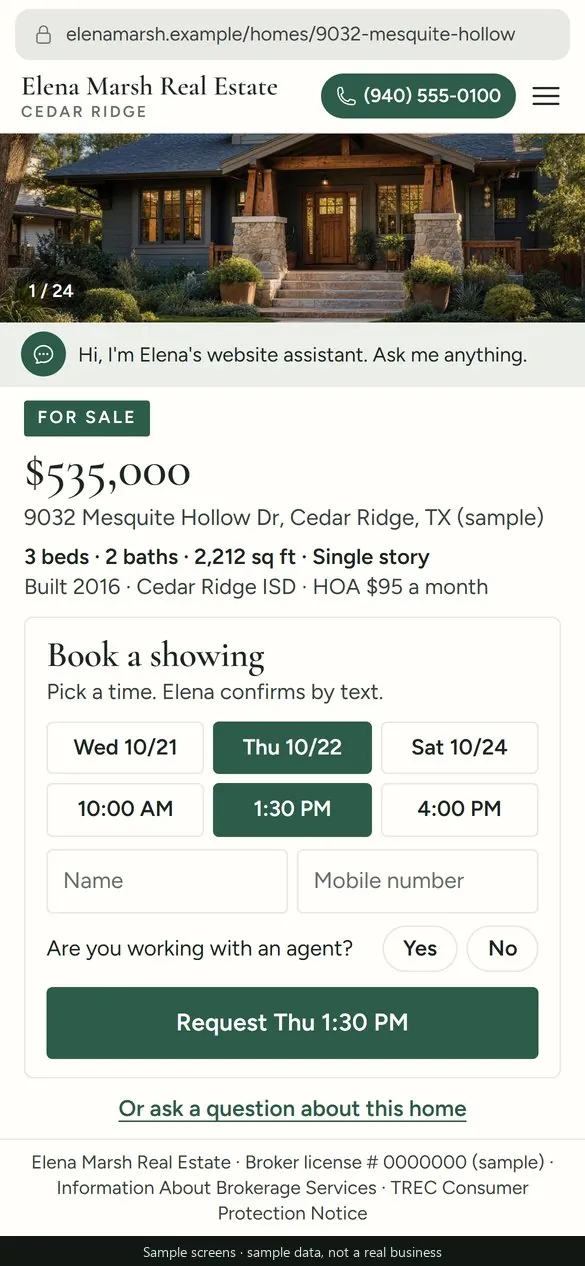 elenamarsh.example/homes/9032-mesquite-hollow
Elena Marsh Real Estate
CEDAR RIDGE
(940) 555-0100
1 / 24
Hi, I'm Elena's website assistant. Ask me anything.
FOR SALE
$535,000
9032 Mesquite Hollow Dr, Cedar Ridge, TX (sample)
3 beds · 2 baths · 2,212 sq ft · Single story
Built 2016 · Cedar Ridge ISD · HOA $95 a month
Book a showing
Pick a time. Elena confirms by text.
Wed 10/21 Thu 10/22 Sat 10/24
10:00 AM 1:30 PM 4:00 PM
Name Mobile number
Are you working with an agent? Yes No
Request Thu 1:30 PM
Or ask a question about this home
Elena Marsh Real Estate · Broker license # 0000000 (sample) ·
Information About Brokerage Services · TREC Consumer
Protection Notice
Sample screens · sample data, not a real business